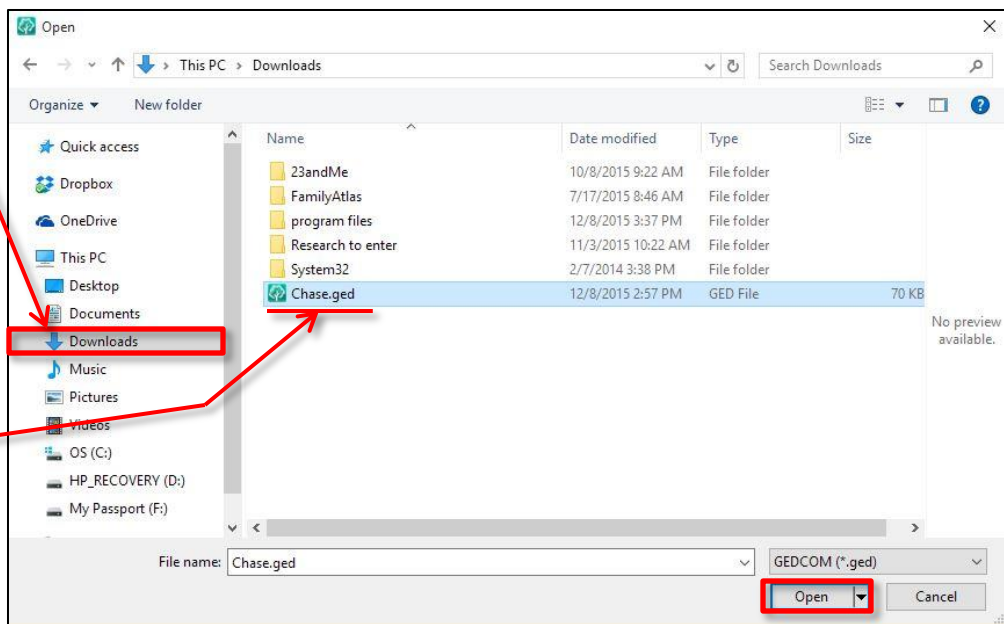 Open
This PC > Downloads
Search Downloads
Organize
New folder
Quick access
Dropbox
OneDrive
This PC
Desktop
Documents
Downloads
Music
Pictures
Videos
OS (C:)
HP_RECOVERY (D:)
My Passport (F:)
Name Date modified Type Size
23andMe 10/8/2015 9:22 AM File folder
FamilyAtlas 7/17/2015 8:46 AM File folder
program files 12/8/2015 3:37 PM File folder
Research to enter 11/3/2015 10:22 AM File folder
System32 2/7/2014 3:38 PM File folder
Chase.ged 12/8/2015 2:57 PM GED File 70 KB
No preview
available.
File name: Chase.ged GEDCOM (*.ged)
Open Cancel